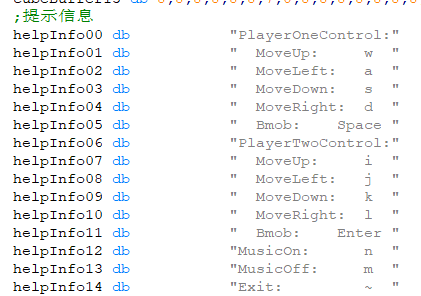 ;提示信息
helpInfo00 db "PlayerOneControl:"
helpInfo01 db "  MoveUp:     w  "
helpInfo02 db "  MoveLeft:   a  "
helpInfo03 db "  MoveDown:   s  "
helpInfo04 db "  MoveRight:  d  "
helpInfo05 db "  Bmob:    Space "
helpInfo06 db "PlayerTwoControl:"
helpInfo07 db "  MoveUp:     i  "
helpInfo08 db "  MoveLeft:   j  "
helpInfo09 db "  MoveDown:   k  "
helpInfo10 db "  MoveRight:  l  "
helpInfo11 db "  Bmob:    Enter "
helpInfo12 db "MusicOn:      n  "
helpInfo13 db "MusicOff:     m  "
helpInfo14 db "Exit:         ~  "